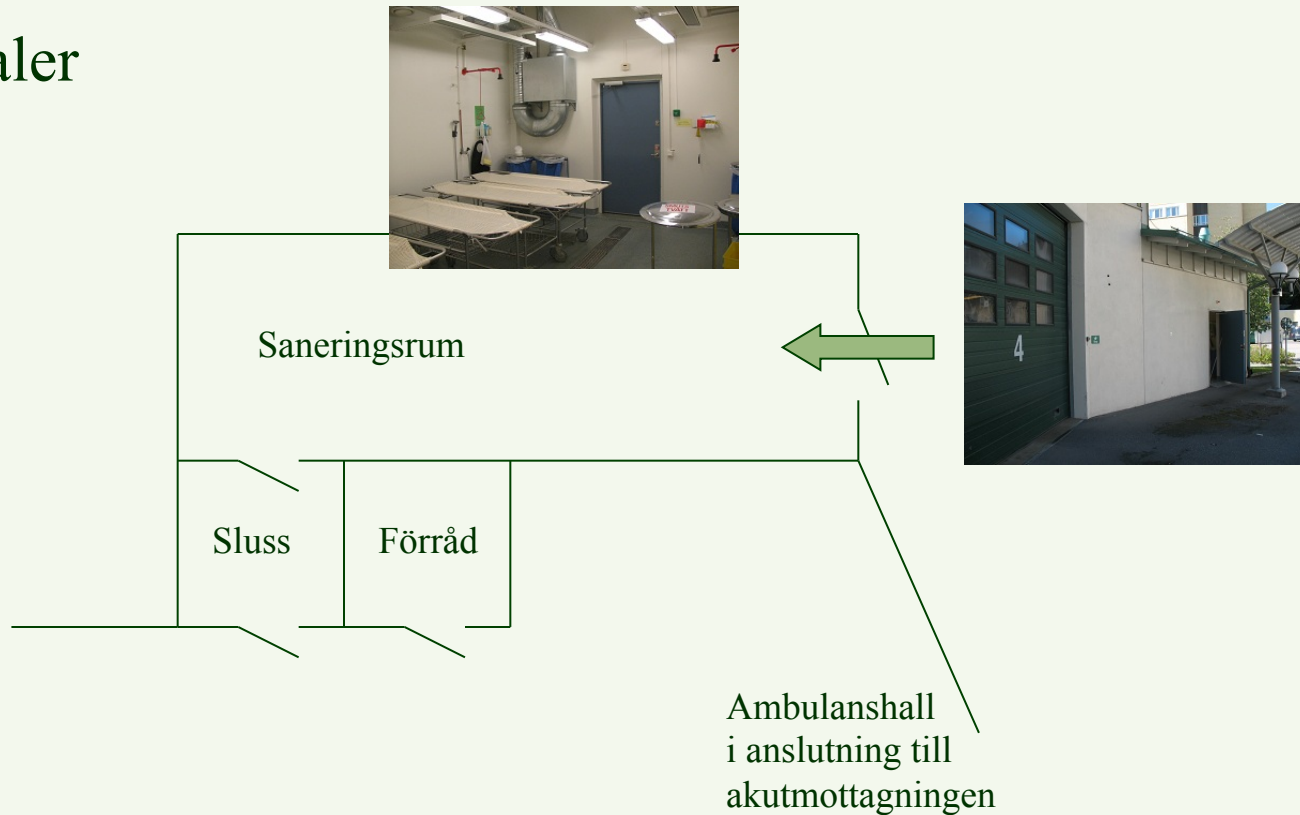 aler
Saneringsrum
4
Sluss
Förråd
Ambulanshall
i anslutning till
akutmottagningen